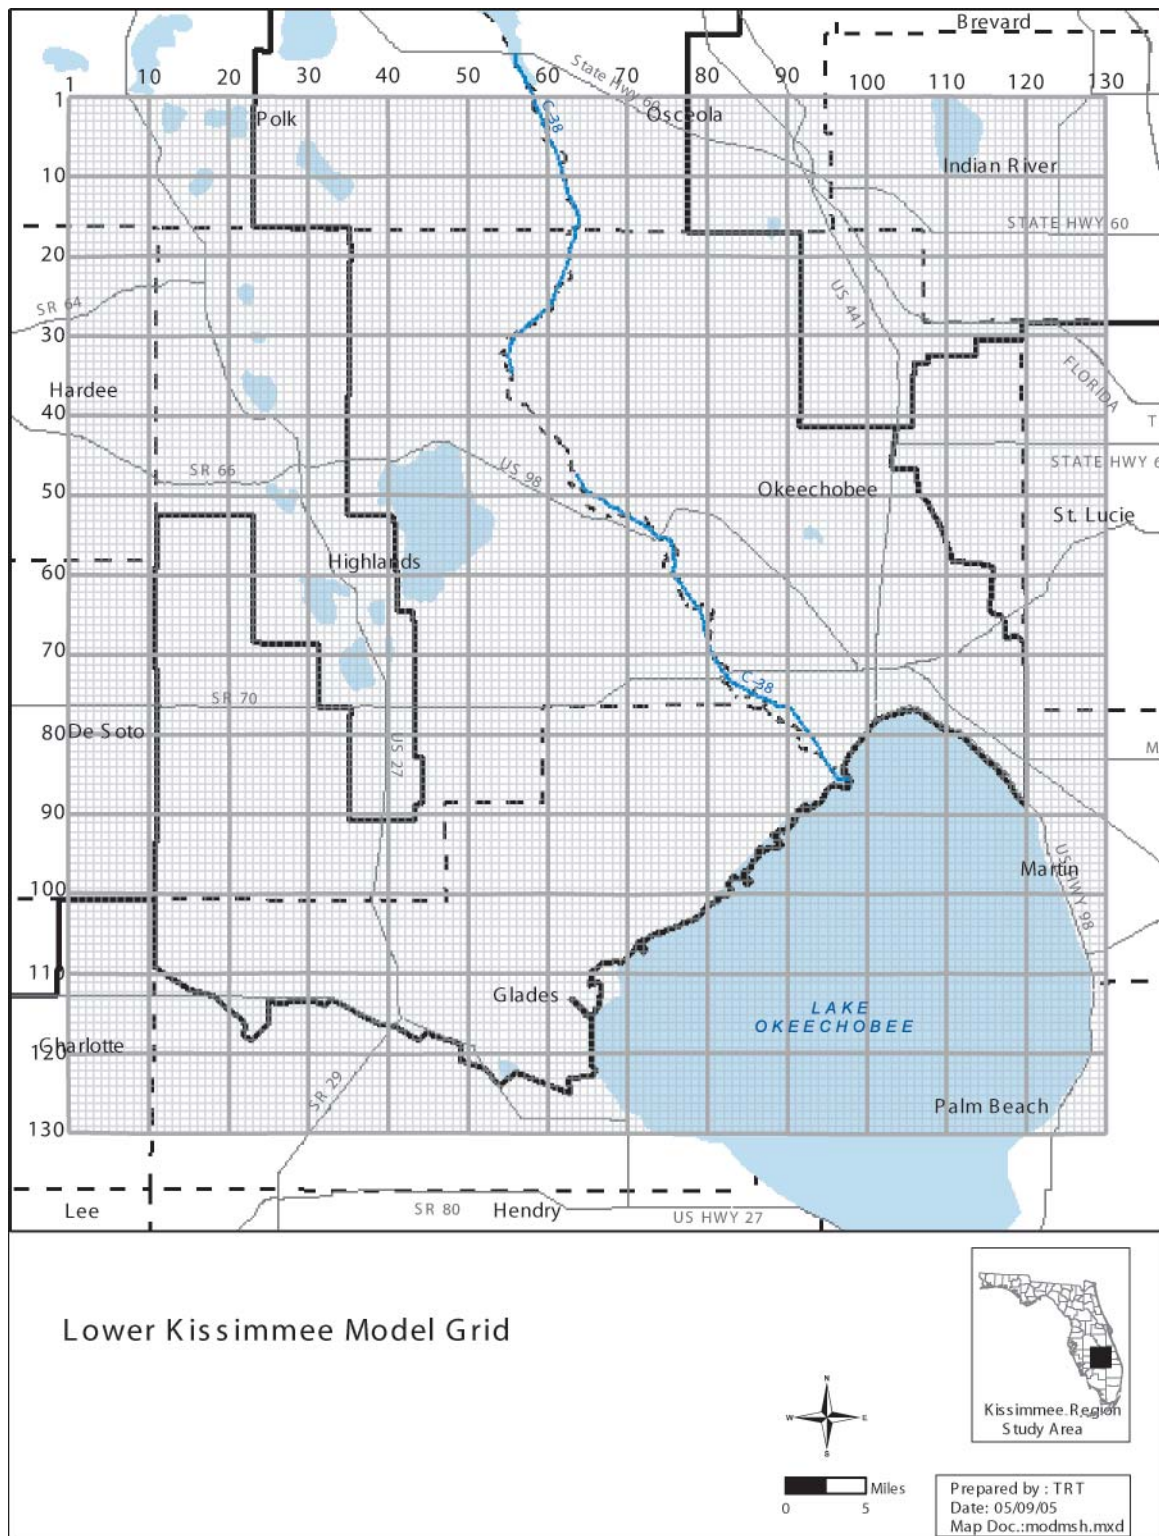 Brevard
State Hwy 60
1 10 20 30 40 50 60 70 80 90 100 110 120 130
1
Polk
C-38
Osceola
Indian River
10
STATE HWY 60
20
SR 64
US 441
30
FLORIDA
Hardee
40
T
STATE HWY 6
SR 66
US 98
50
Okeechobee
St. Lucie
Highlands
60
70
C-38
SR 70
80
De Soto
US 27
M
90
Martin
US HWY 98
100
110
Glades
LAKE
OKEECHOBEE
120
Charlotte
SR 29
Palm Beach
130
Lee
SR 80
Hendry
US HWY 27
Lower Kissimmee Model Grid
N
W
E
S
Kissimmee Region
Study Area
Miles
0 5
Prepared by : TRT
Date: 05/09/05
Map Doc.:modmsh.mxd